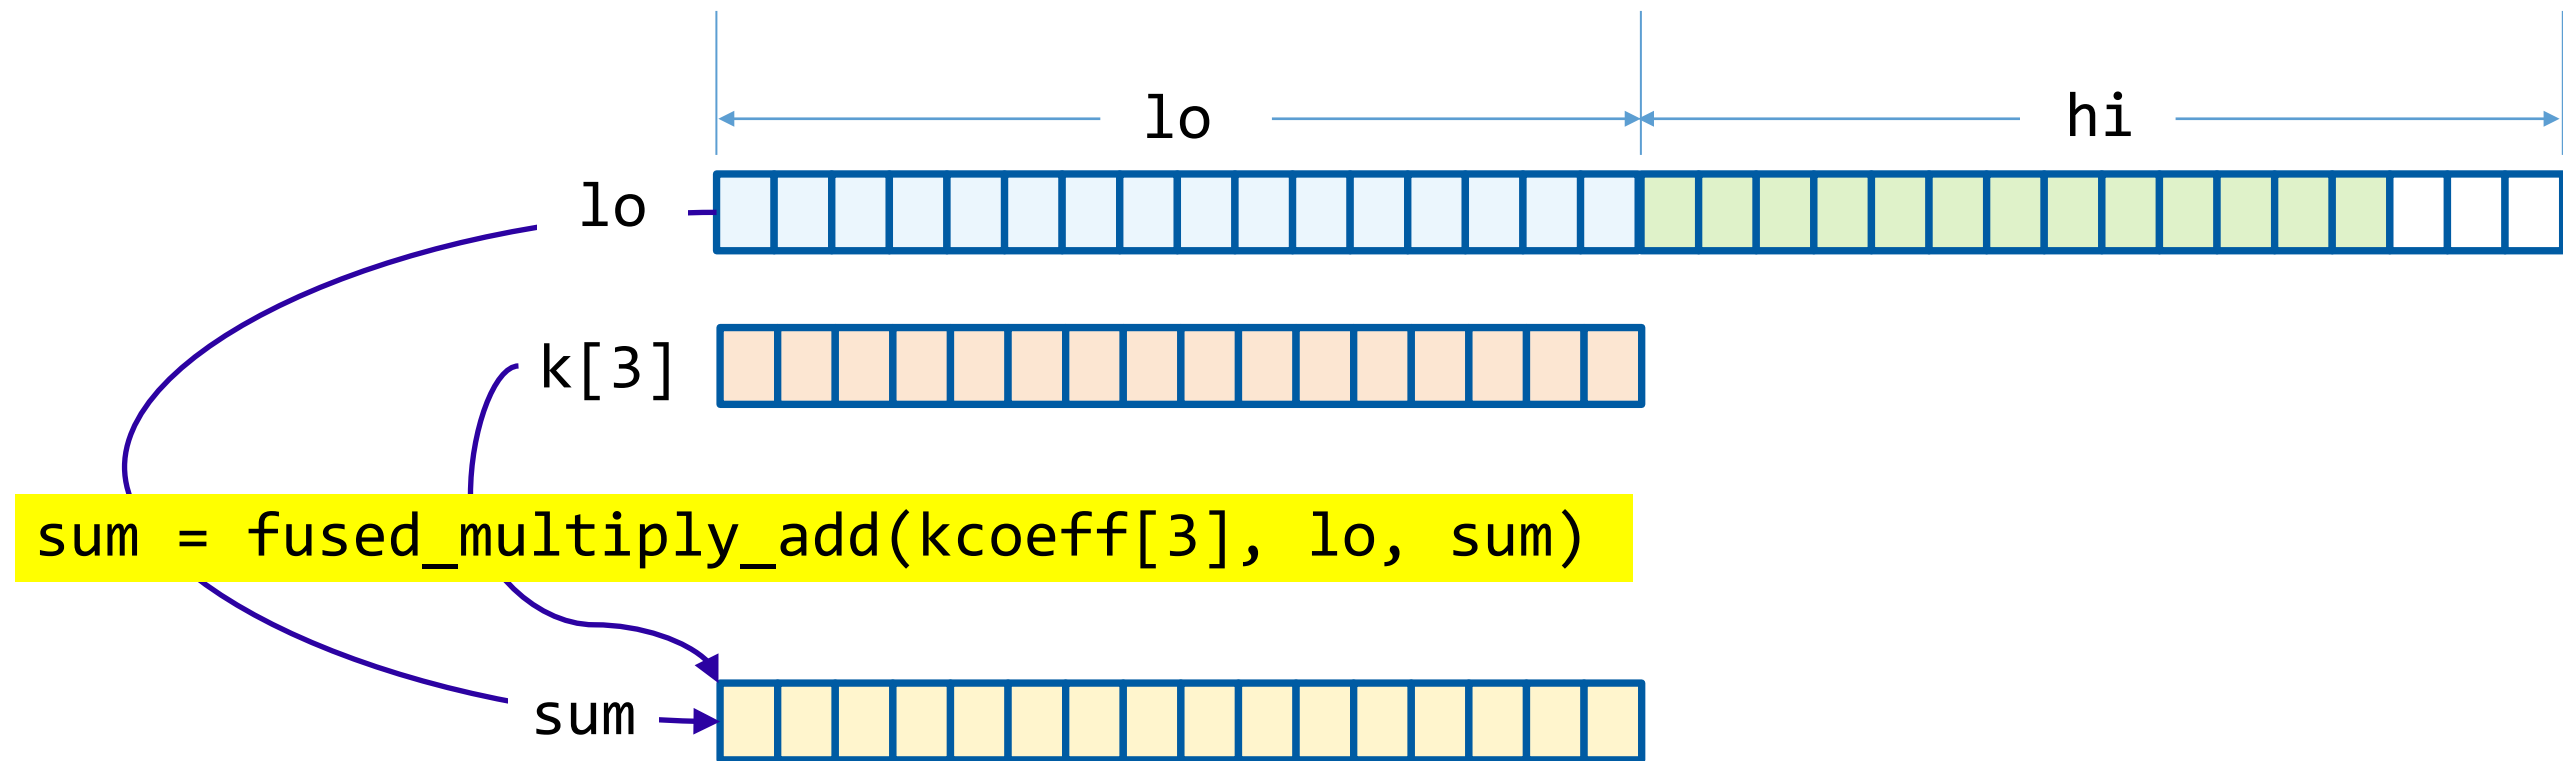 lo
hi
lo
k[3]
sum = fused_multiply_add(kcoeff[3], lo, sum)
sum